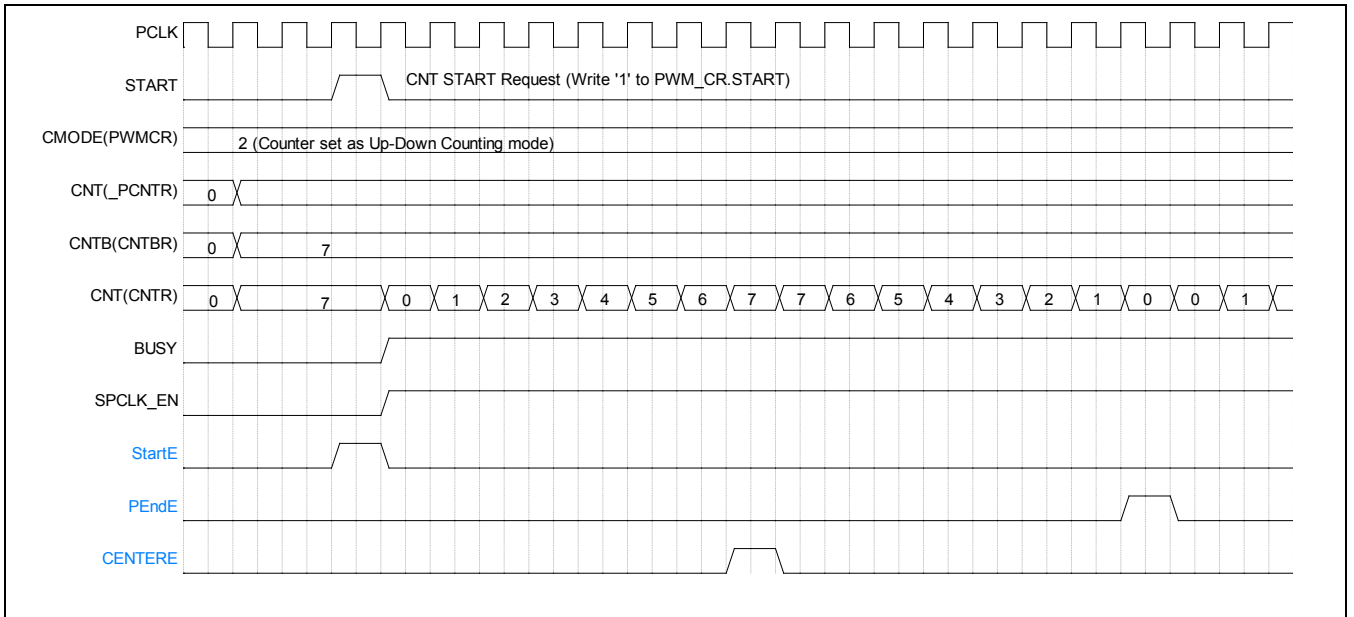 PCLK
START CNT START Request (Write '1' to PWM_CR.START)
CMODE(PWMCR) 2 (Counter set as Up-Down Counting mode)
CNT(_PCNTR) 0
CNTB(CNTBR) 0 7
CNT(CNTR) 0 7 0 1 2 3 4 5 6 7 7 6 5 4 3 2 1 0 0 1
BUSY
SPCLK_EN
StartE
PEndE
CENTERE